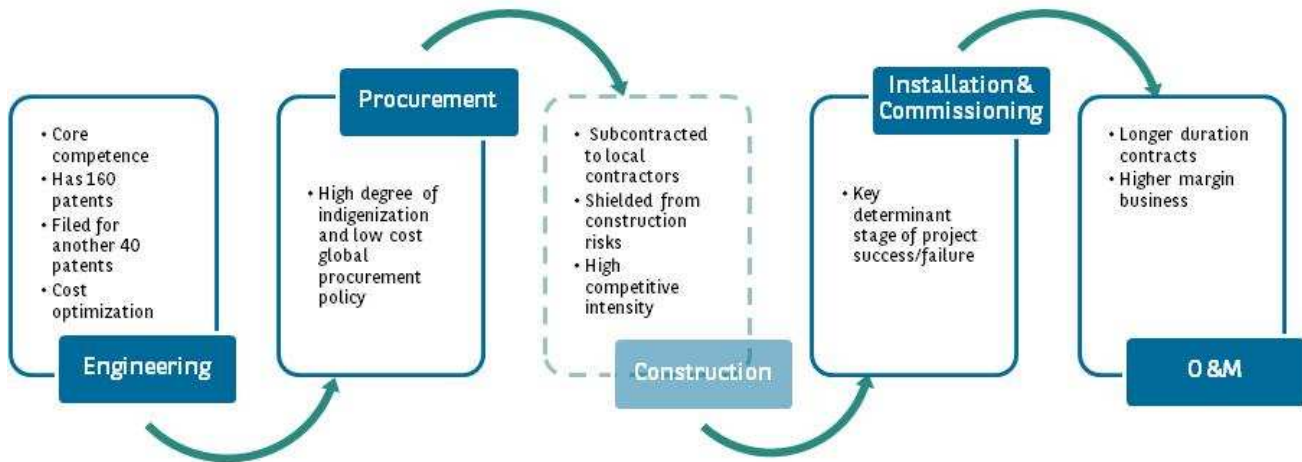 • Core
competence
• Has 160
patents
• Filed for
another 40
patents
• Cost
optimization
Engineering
Procurement
• High degree of
indigenization
and low cost
global
procurement
policy
• Subcontracted
to local
contractors
• Shielded from
construction
risks
• High
competitive
intensity
Construction
Installation &
Commissioning
• Key
determinant
stage of project
success/failure
• Longer duration
contracts
• Higher margin
business
O &M